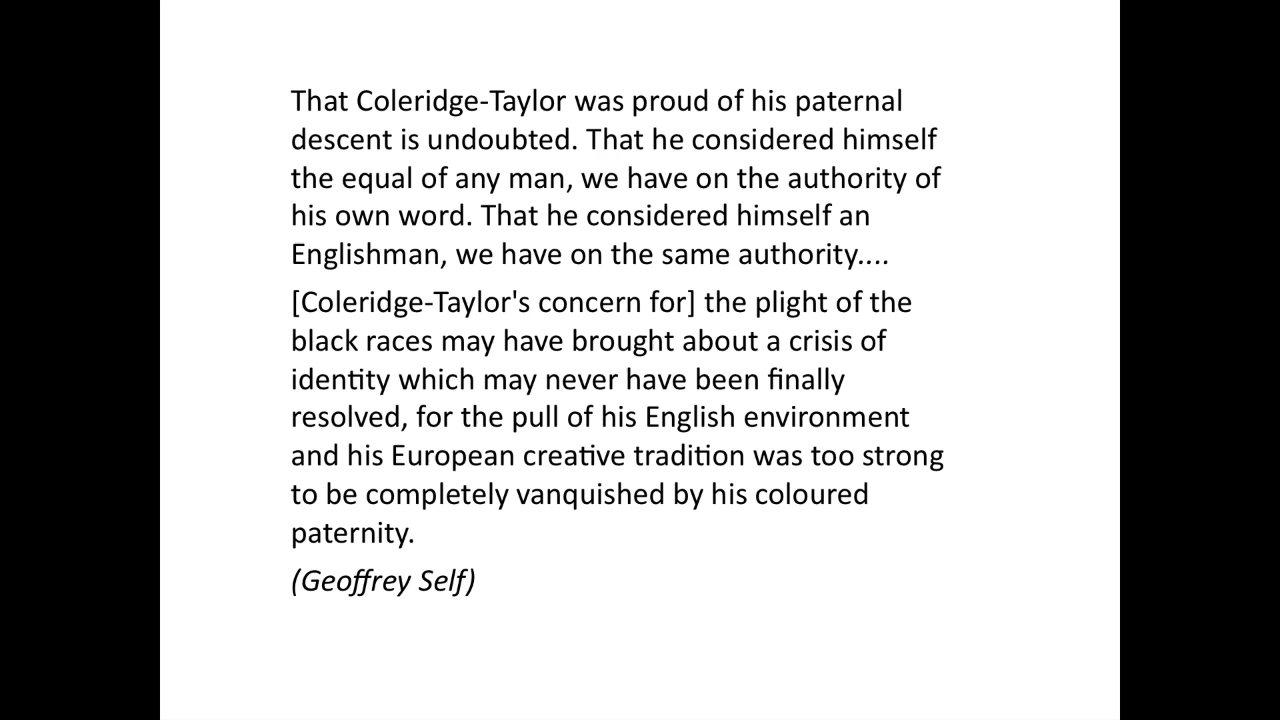 That Coleridge-Taylor was proud of his paternal
descent is undoubted. That he considered himself
the equal of any man, we have on the authority of
his own word. That he considered himself an
Englishman, we have on the same authority....
[Coleridge-Taylor's concern for] the plight of the
black races may have brought about a crisis of
identity which may never have been finally
resolved, for the pull of his English environment
and his European creative tradition was too strong
to be completely vanquished by his coloured
paternity.
(Geoffrey Self)